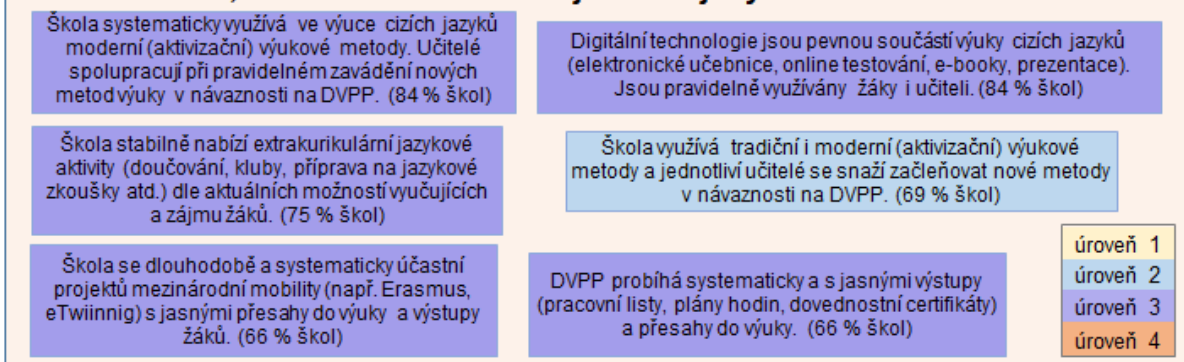 Škola systematicky využívá ve výuce cizích jazyků
moderní (aktivizační) výukové metody. Učitelé
spolupracují při pravidelném zavádění nových
metod výuky v návaznosti na DVPP. (84 % škol)
Digitální technologie jsou pevnou součástí výuky cizích jazyků
(elektronické učebnice, online testování, e-booky, prezentace).
Jsou pravidelně využívány žáky i učiteli. (84 % škol)
Škola stabilně nabízí extrakurikulární jazykové
aktivity (doučování, kluby, příprava na jazykové
zkoušky atd.) dle aktuálních možností vyučujících
a zájmu žáků. (75 % škol)
Škola využívá tradiční i moderní (aktivizační) výukové
metody a jednotliví učitelé se snaží začleňovat nové metody
v návaznosti na DVPP. (69 % škol)
Škola se dlouhodobě a systematicky účastní
projektů mezinárodní mobility (např. Erasmus,
eTwiinnig) s jasnými přesahy do výuky a výstupy
žáků. (66 % škol)
DVPP probíhá systematicky a s jasnými výstupy
(pracovní listy, plány hodin, dovednostní certifikáty)
a přesahy do výuky. (66 % škol)
úroveň 1
úroveň 2
úroveň 3
úroveň 4